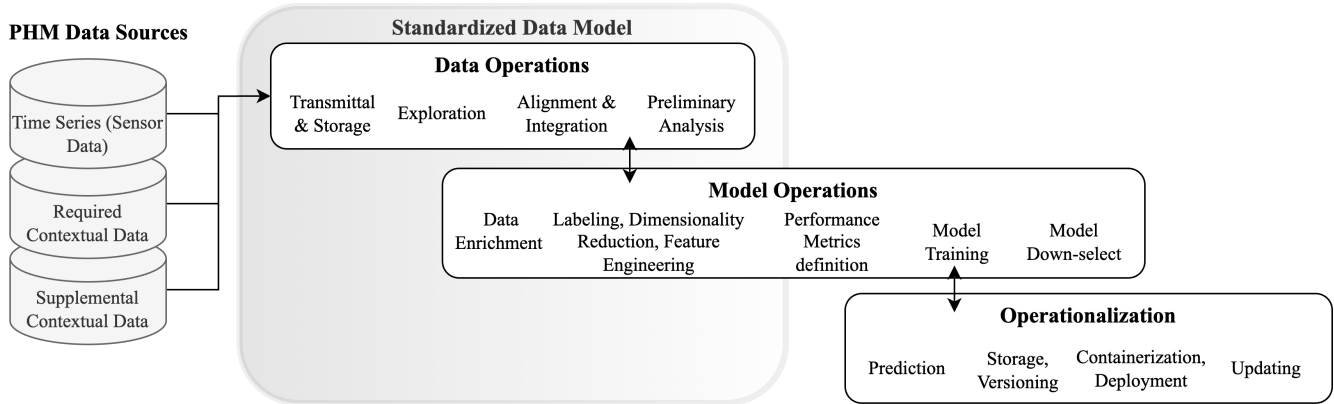 PHM Data Sources
Time Series (Sensor
Data)
Required
Contextual Data
Supplemental
Contextual Data
Standardized Data Model
Data Operations
Transmittal
& Storage
Exploration
Alignment &
Integration
Preliminary
Analysis
Model Operations
Data
Enrichment
Labeling, Dimensionality
Reduction, Feature
Engineering
Performance
Metrics
definition
Model
Training
Model
Down-select
Operationalization
Prediction
Storage,
Versioning
Containerization,
Deployment
Updating